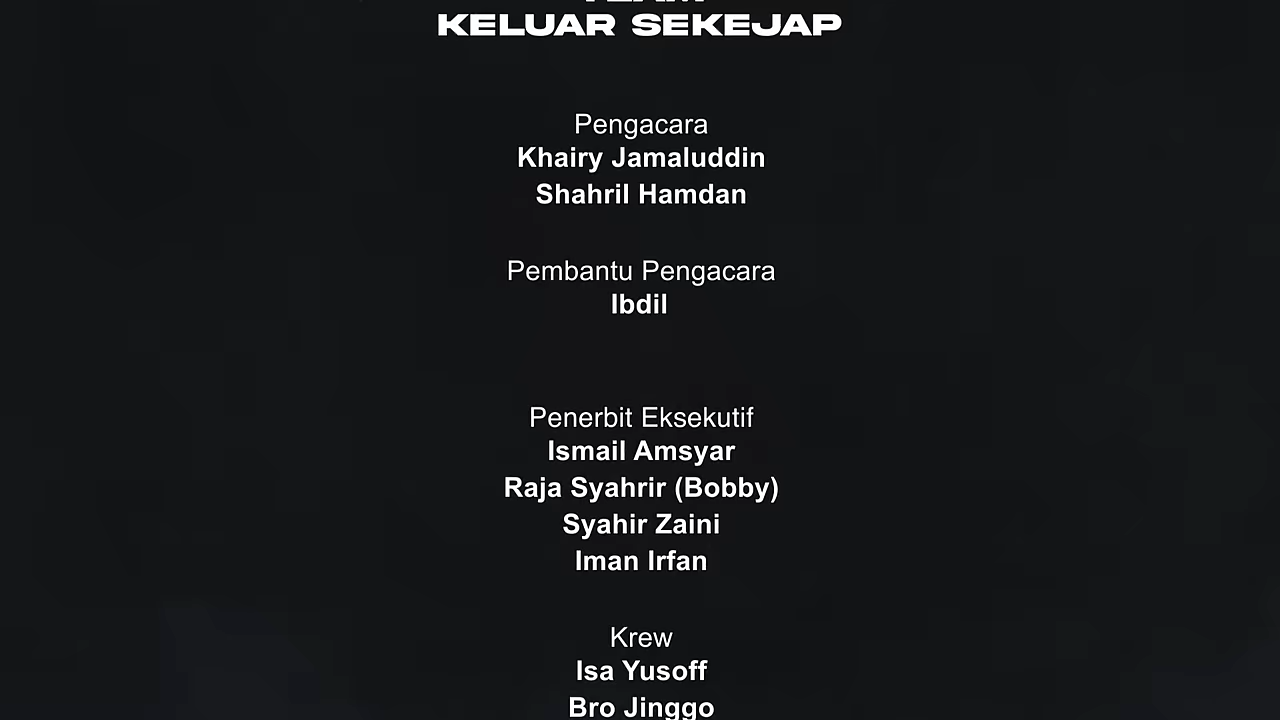 KELUAR SEKEJAP
Pengacara
Khairy Jamaluddin
Shahril Hamdan
Pembantu Pengacara
Ibdil
Penerbit Eksekutif
Ismail Amsyar
Raja Syahrir (Bobby)
Syahir Zaini
Iman Irfan
Krew
Isa Yusoff
Bro Jinggo